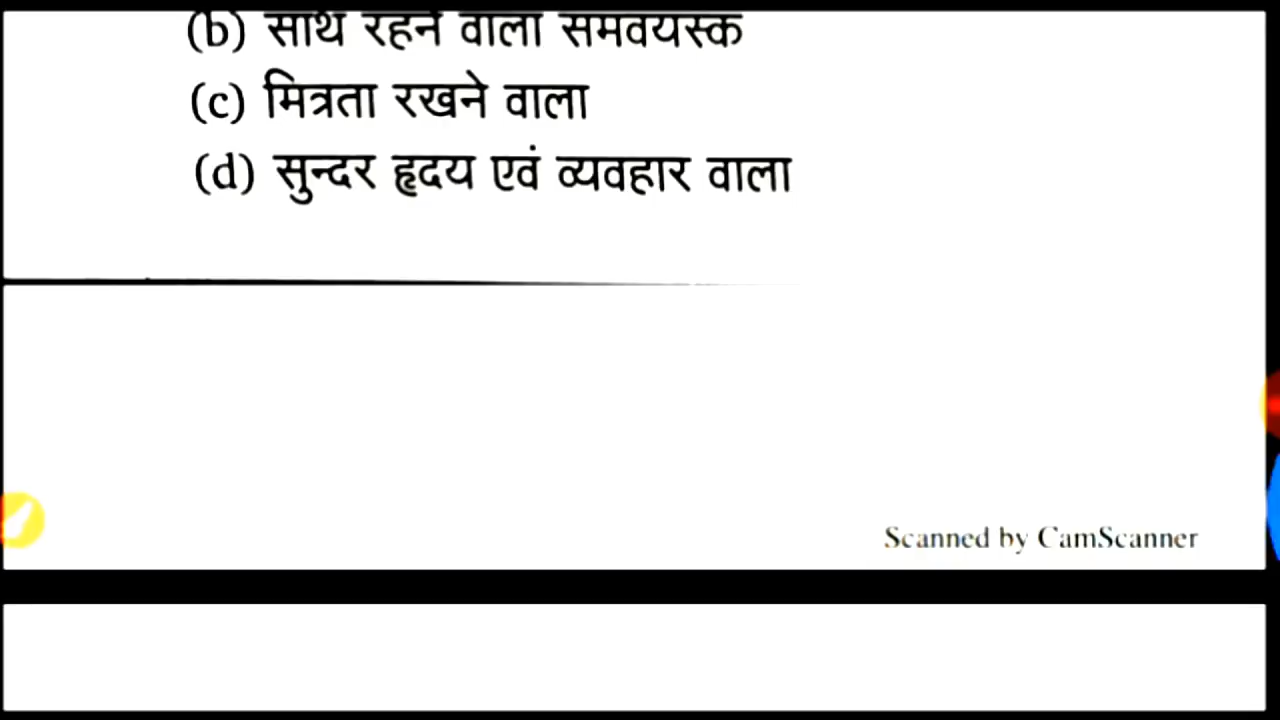 (b) साथ रहने वाला समवयस्क
(c) मित्रता रखने वाला
(d) सुन्दर हृदय एवं व्यवहार वाला
Scanned by CamScanner